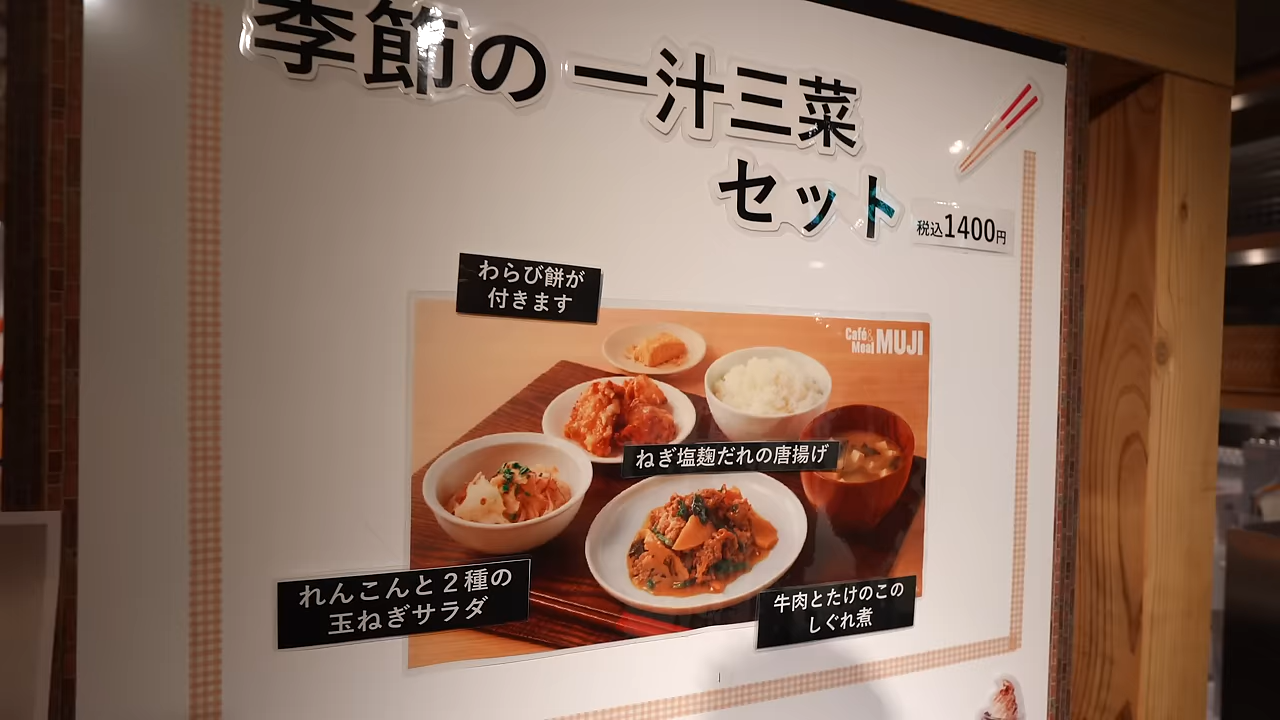 季節の一汁三菜
セット
税込1400円
わらび餅が
付きます
Café&
Meal MUJI
ねぎ塩麹だれの唐揚げ
れんこんと2種の
玉ねぎサラダ
牛肉とたけのこの
しぐれ煮